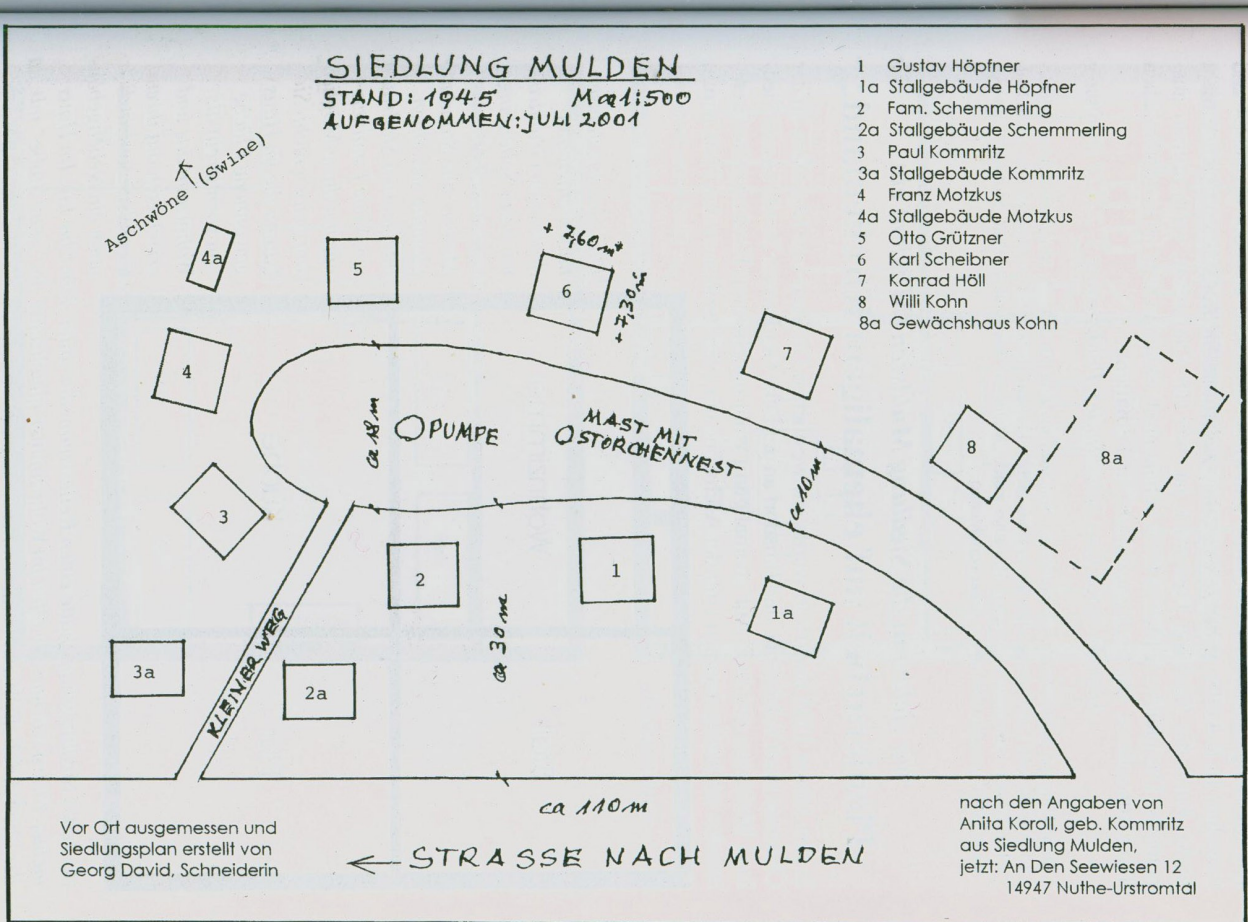 SIEDLUNG MULDEN
STAND: 1945 M ca 1:500
AUFGENOMMEN: JULI 2001
1 Gustav Höpfner
1a Stallgebäude Höpfner
2 Fam. Schemmerling
2a Stallgebäude Schemmerling
3 Paul Kommritz
3a Stallgebäude Kommritz
4 Franz Motzkus
4a Stallgebäude Motzkus
5 Otto Grützner
6 Karl Scheibner
7 Konrad Höll
8 Willi Kohn
8a Gewächshaus Kohn
Aschwöne (Swine)
4a
5
+ 7,60 m +
6
+ 7,30 m
7
4
ca 18 m
PUMPE
MAST MIT
STORCHENNEST
ca 10 m
8
8a
3
2
1
1a
ca 30 m
3a
KLEINER WEG
2a
ca 110 m
← STRASSE NACH MULDEN
Vor Ort ausgemessen und
Siedlungsplan erstellt von
Georg David, Schneiderin
nach den Angaben von
Anita Koroll, geb. Kommritz
aus Siedlung Mulden,
jetzt: An Den Seewiesen 12
14947 Nuthe-Urstromtal